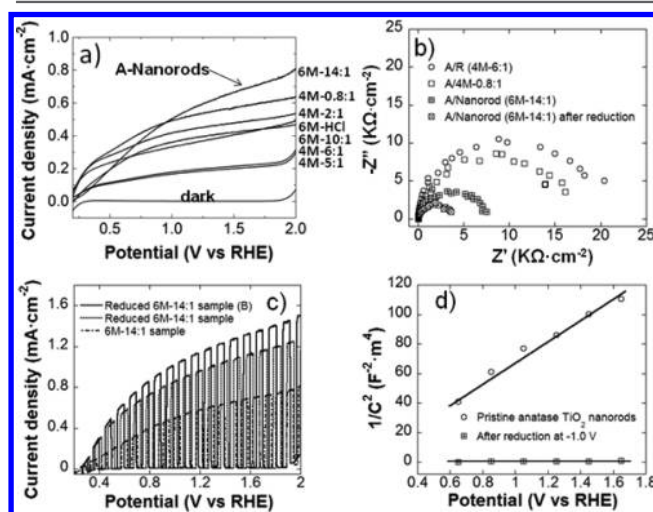 a)
Current density (mA·cm⁻²)
1.0
0.8
0.6
0.4
0.2
0.0
A-Nanorods
6M-14:1
4M-0.8:1
4M-2:1
6M-HCl
6M-10:1
4M-6:1
4M-5:1
dark
0.5 1.0 1.5 2.0
Potential (V vs RHE)
b)
-Z'' (KΩ·cm⁻²)
20
15
10
5
0
A/R (4M-6:1)
A/4M-0.8:1
A/Nanorod (6M-14:1)
A/Nanorod (6M-14:1) after reduction
0 5 10 15 20 25
Z' (KΩ·cm⁻²)
c)
Current density (mA·cm⁻²)
1.6
1.2
0.8
0.4
0
Reduced 6M-14:1 sample (B)
Reduced 6M-14:1 sample
6M-14:1 sample
0.4 0.8 1.2 1.6 2
Potential (V vs RHE)
d)
1/C² (F⁻²·m⁴)
120
100
80
60
40
20
0
Pristine anatase TiO₂ nanorods
After reduction at -1.0 V
0.4 0.6 0.8 1.0 1.2 1.4 1.6 1.8
Potential (V vs RHE)